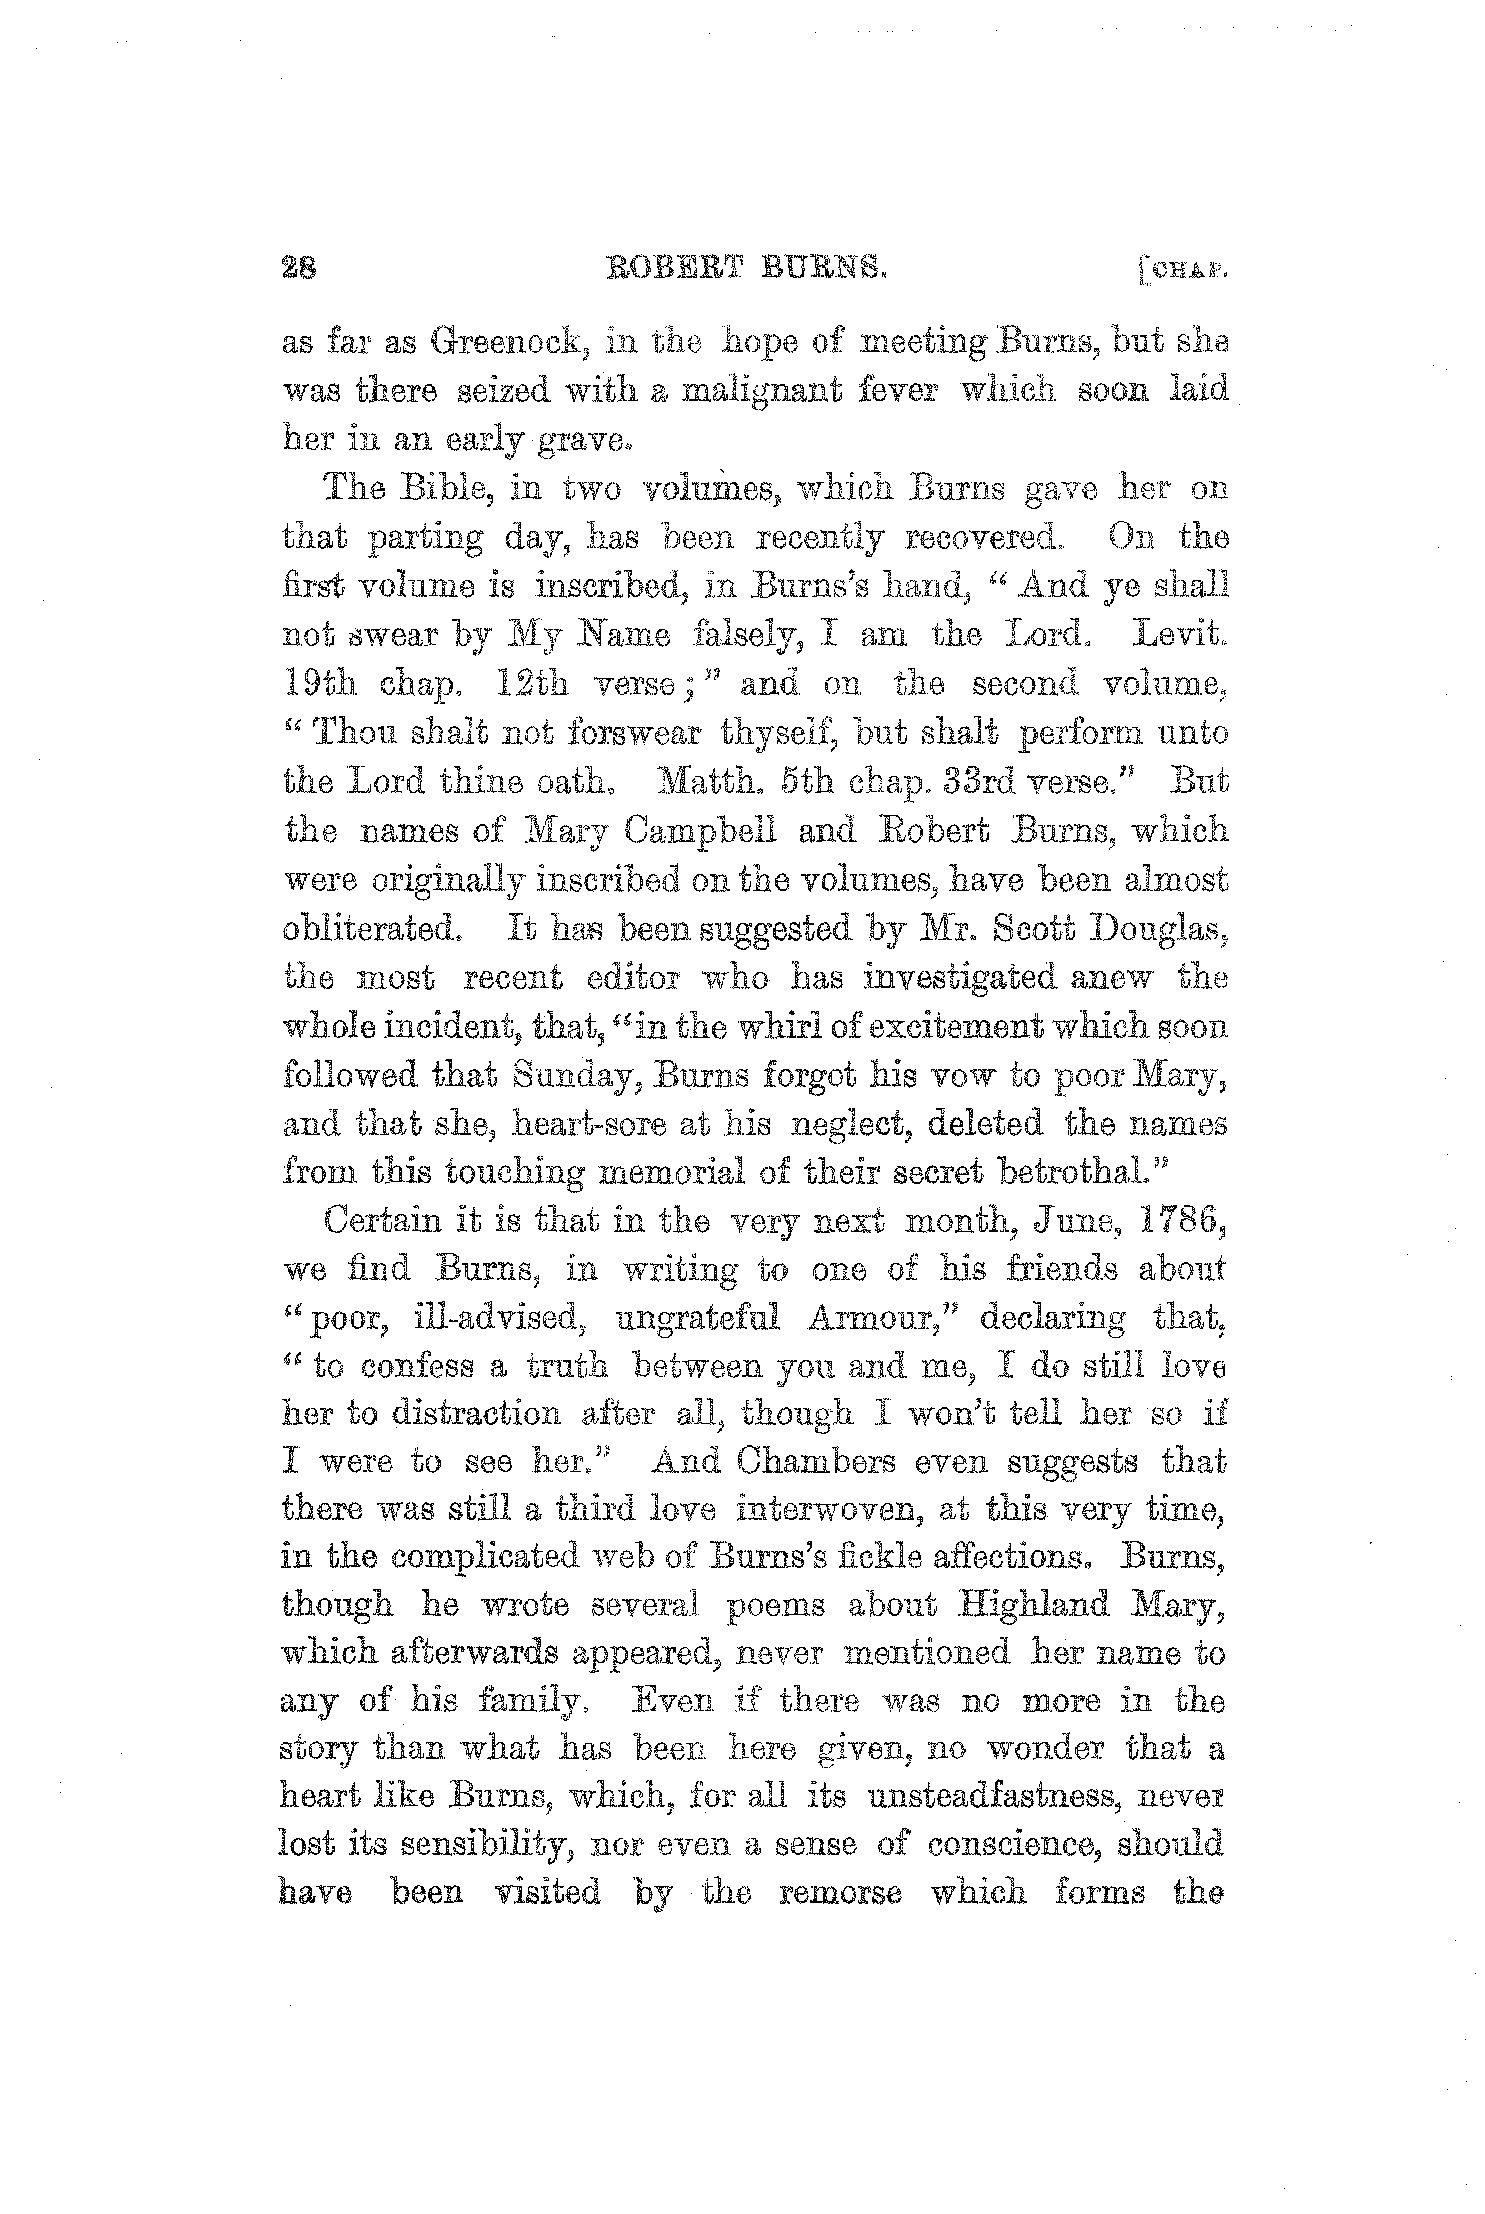 28 ROBERT BURNS. [CHAP.
as far as Greenock, in the hope of meeting Burns, but she
was there seized with a malignant fever which soon laid
her in an early grave.
The Bible, in two volumes, which Burns gave her on
that parting day, has been recently recovered. On the
first volume is inscribed, in Burns's hand, “ And ye shall
not swear by My Name falsely, I am the Lord. Levit.
19th chap. 12th verse ; ” and on the second volume,
“ Thou shalt not forswear thyself, but shalt perform unto
the Lord thine oath. Matth. 5th chap. 33rd verse.” But
the names of Mary Campbell and Robert Burns, which
were originally inscribed on the volumes, have been almost
obliterated. It has been suggested by Mr. Scott Douglas,
the most recent editor who has investigated anew the
whole incident, that, “in the whirl of excitement which soon
followed that Sunday, Burns forgot his vow to poor Mary,
and that she, heart-sore at his neglect, deleted the names
from this touching memorial of their secret betrothal.”
Certain it is that in the very next month, June, 1786,
we find Burns, in writing to one of his friends about
“ poor, ill-advised, ungrateful Armour,” declaring that,
“ to confess a truth between you and me, I do still love
her to distraction after all, though I won't tell her so if
I were to see her.” And Chambers even suggests that
there was still a third love interwoven, at this very time,
in the complicated web of Burns's fickle affections. Burns,
though he wrote several poems about Highland Mary,
which afterwards appeared, never mentioned her name to
any of his family. Even if there was no more in the
story than what has been here given, no wonder that a
heart like Burns, which, for all its unsteadfastness, never
lost its sensibility, nor even a sense of conscience, should
have been visited by the remorse which forms the